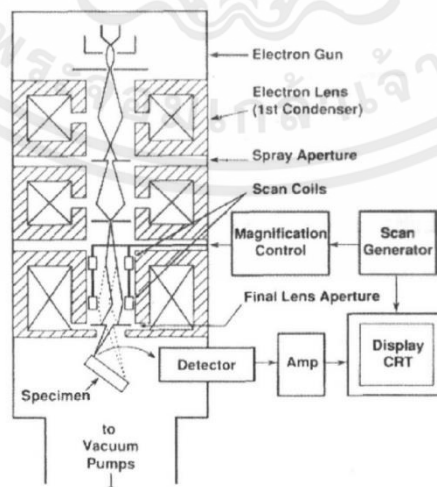 Electron Gun
Electron Lens
(1st Condenser)
Spray Aperture
Scan Coils
Magnification
Control
Scan
Generator
Final Lens Aperture
Detector
Amp
Display
CRT
Specimen
to
Vacuum
Pumps